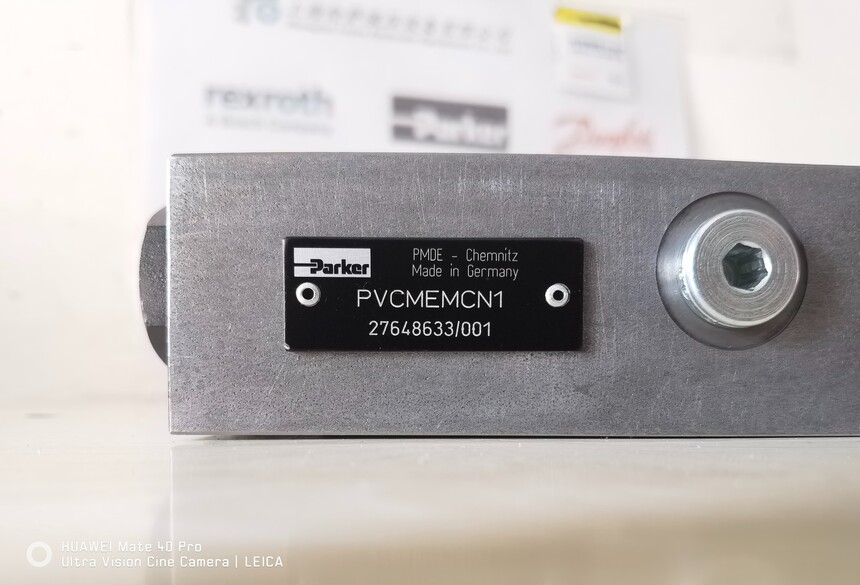 rexroth
Parker
Danfoss
Parker
PMDE - Chemnitz
Made in Germany
PVCMEMCN1
27648633/001
HUAWEI Mate 40 Pro
Ultra Vision Cine Camera | LEICA